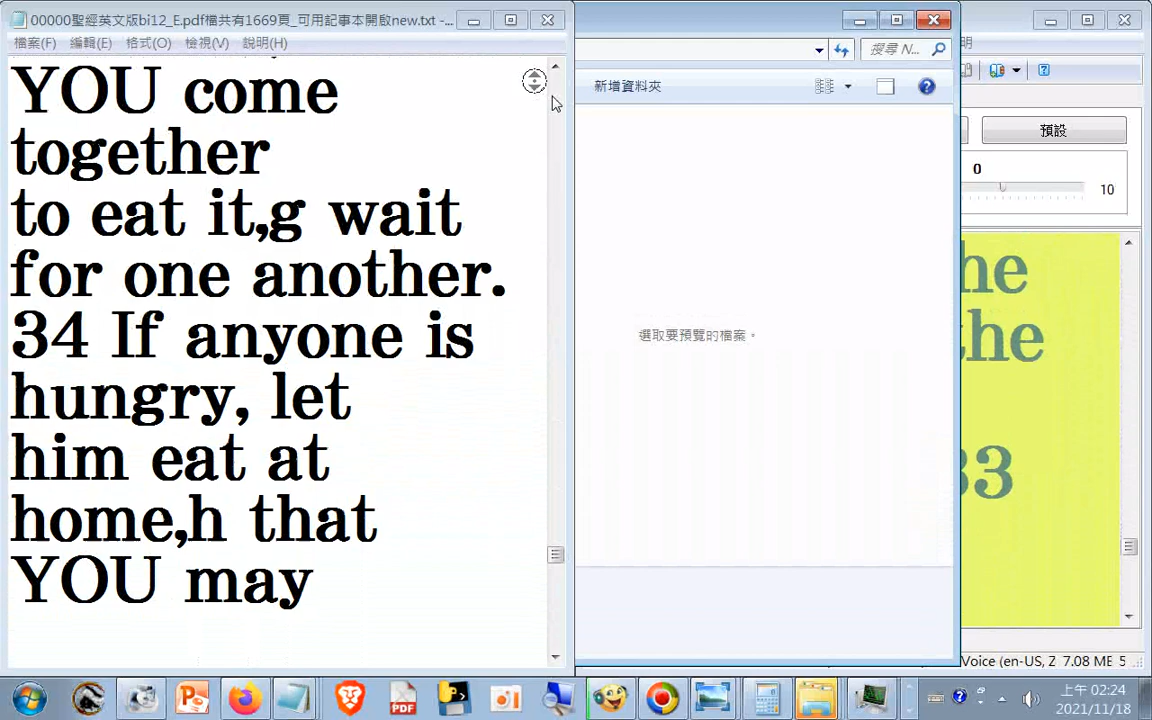 00000聖經英文版bi12_E.pdf檔共有1669頁_可用記事本開啟new.txt -...
檔案(F) 編輯(E) 格式(O) 檢視(V) 說明(H)
YOU come
together
to eat it,g wait
for one another.
34 If anyone is
hungry, let
him eat at
home,h that
YOU may
搜尋 N...
新增資料夾
選取要預覽的檔案。
明
預設
0
10
he
the
33
Voice (en-US, Z 7.08 MB 5
PDF
上午 02:24
2021/11/18